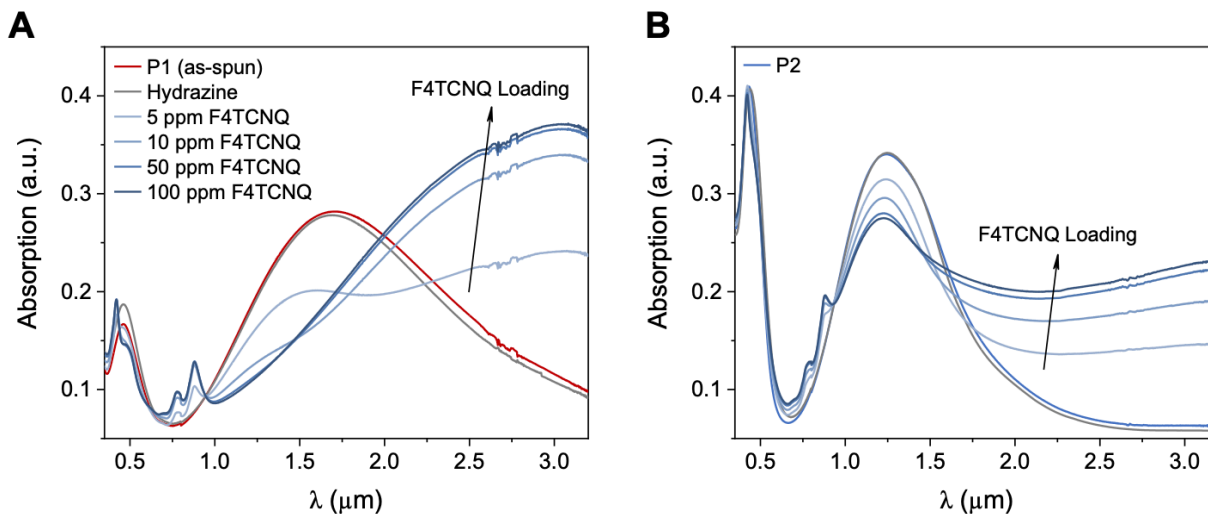 A
P1 (as-spun)
Hydrazine
5 ppm F4TCNQ
10 ppm F4TCNQ
50 ppm F4TCNQ
100 ppm F4TCNQ
F4TCNQ Loading
Absorption (a.u.)
0.4
0.3
0.2
0.1
0.5 1.0 1.5 2.0 2.5 3.0
λ (μm)
B
P2
F4TCNQ Loading
Absorption (a.u.)
0.4
0.3
0.2
0.1
0.5 1.0 1.5 2.0 2.5 3.0
λ (μm)